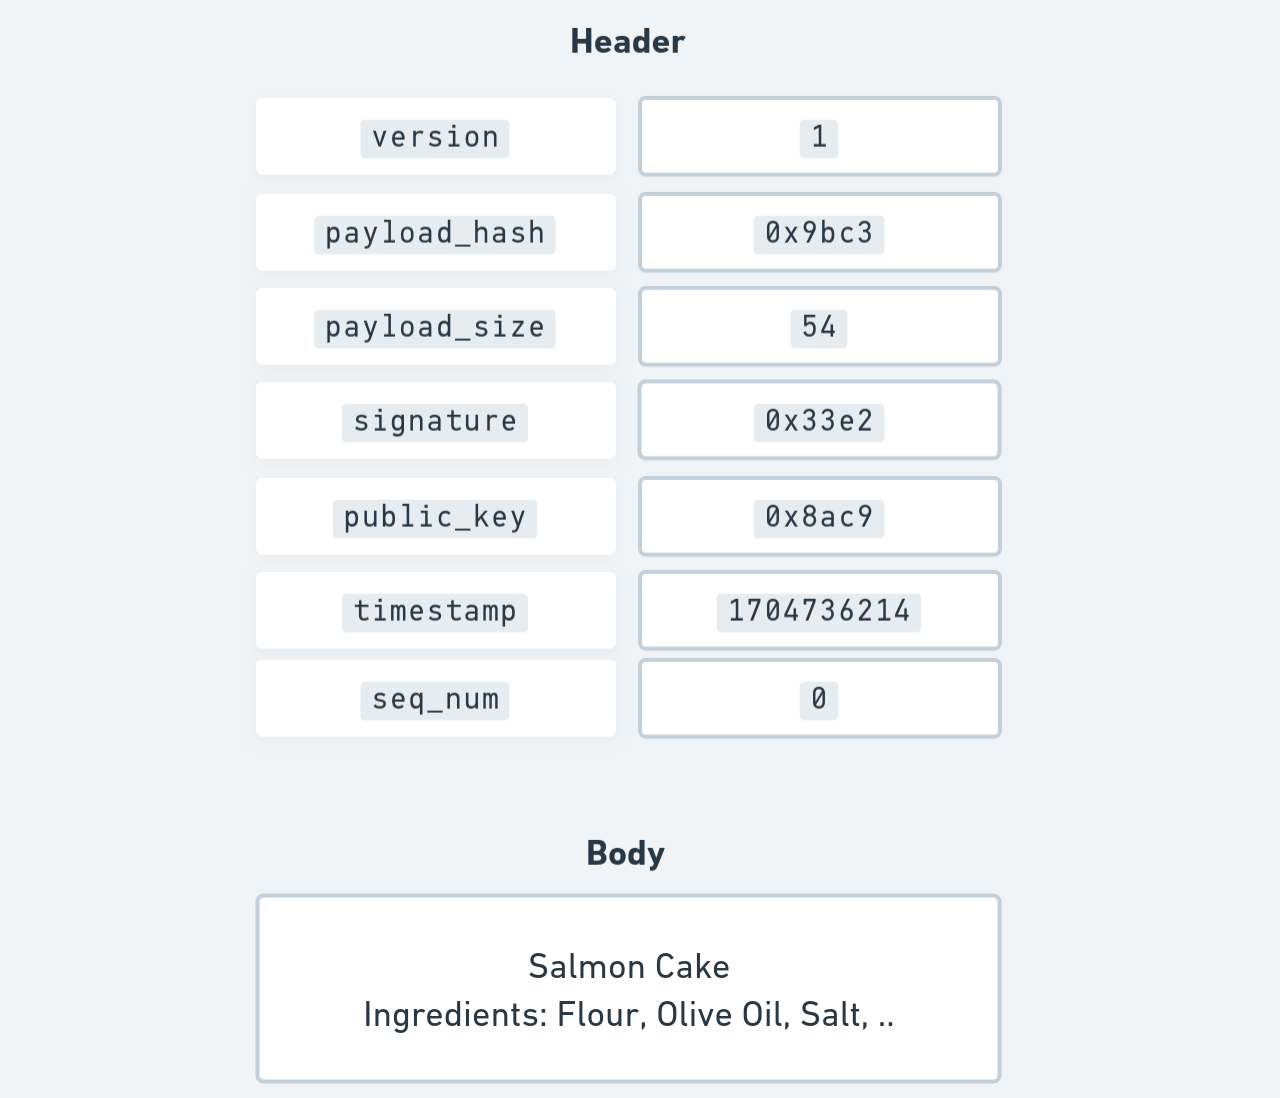 Header
version 1
payload_hash 0x9bc3
payload_size 54
signature 0x33e2
public_key 0x8ac9
timestamp 1704736214
seq_num 0
Body
Salmon Cake
Ingredients: Flour, Olive Oil, Salt, ..